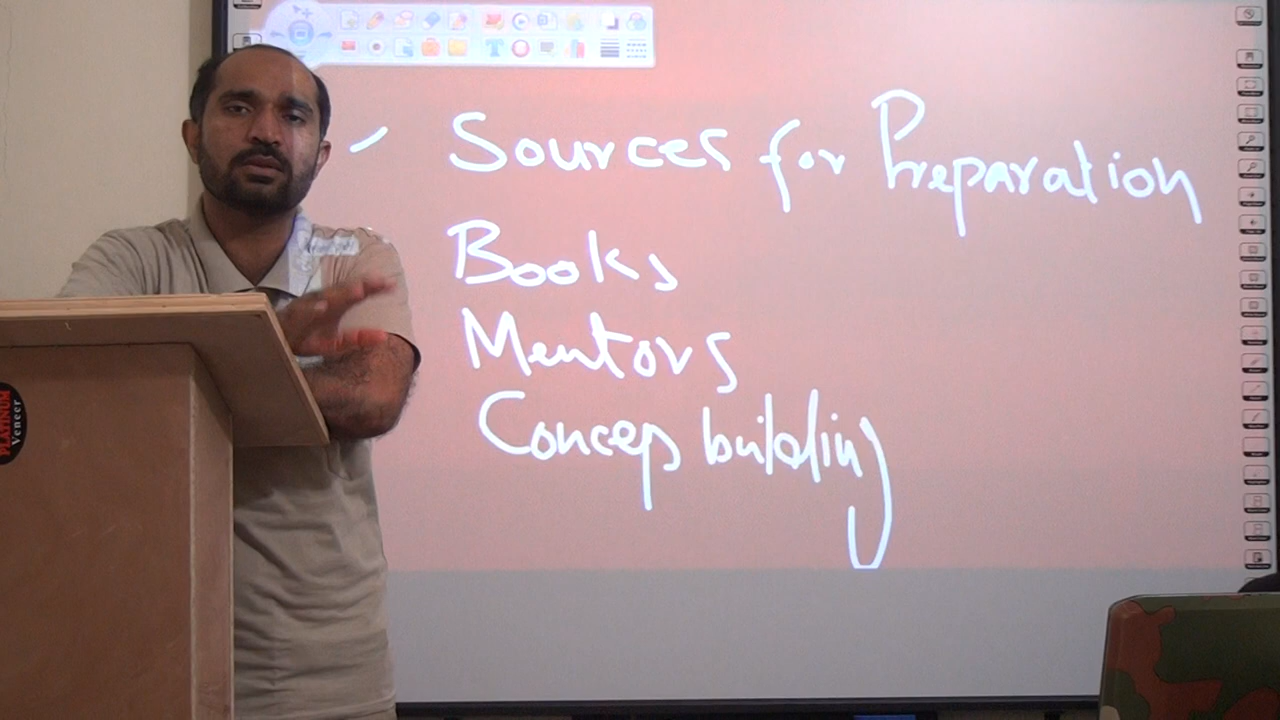 Sources for Preparation
Books
Mentors
Concep building
PLATINUM
Veneer